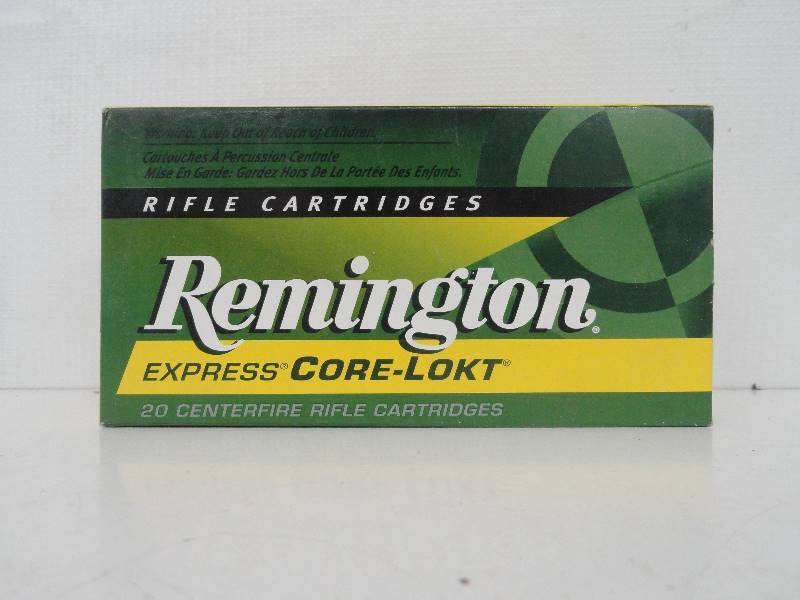 Warning: Keep Out of Reach of Children.
Cartouches À Percussion Centrale
Mise En Garde: Gardez Hors De La Portée Des Enfants.
RIFLE CARTRIDGES
Remington®
EXPRESS® CORE-LOKT®
20 CENTERFIRE RIFLE CARTRIDGES